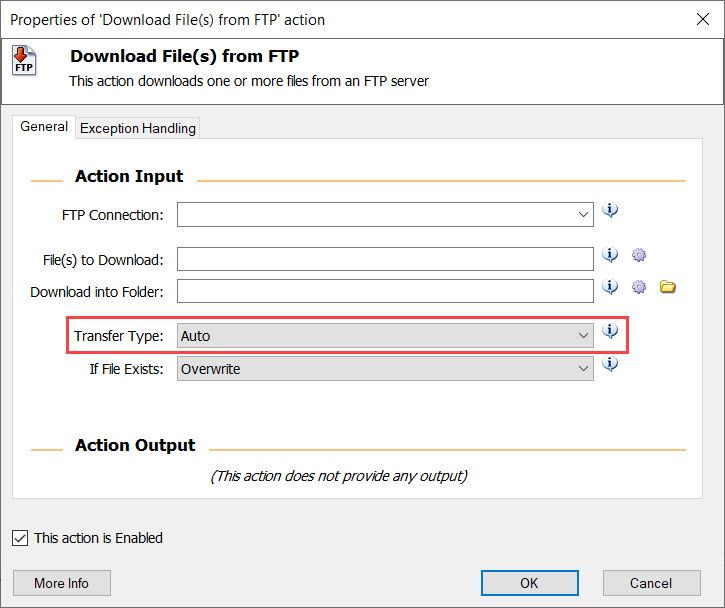 Properties of 'Download File(s) from FTP' action
FTP
Download File(s) from FTP
This action downloads one or more files from an FTP server
General
Exception Handling
Action Input
FTP Connection:
File(s) to Download:
Download into Folder:
Transfer Type: Auto
If File Exists: Overwrite
Action Output
(This action does not provide any output)
This action is Enabled
More Info
OK
Cancel